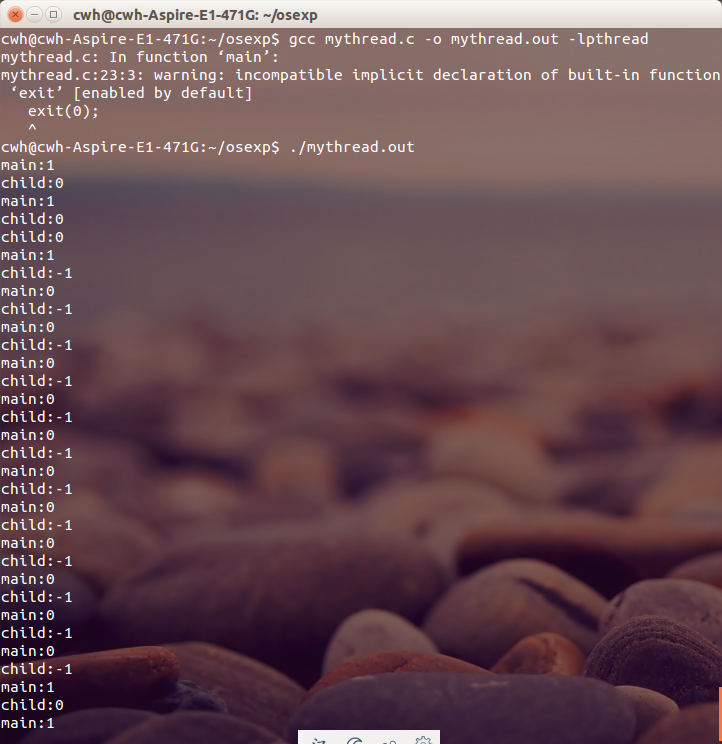 cwh@cwh-Aspire-E1-471G: ~/osexp
cwh@cwh-Aspire-E1-471G:~/osexp$ gcc mythread.c -o mythread.out -lpthread
mythread.c: In function ‘main’:
mythread.c:23:3: warning: incompatible implicit declaration of built-in function
 ‘exit’ [enabled by default]
   exit(0);
   ^
cwh@cwh-Aspire-E1-471G:~/osexp$ ./mythread.out
main:1
child:0
main:1
child:0
child:0
main:1
child:-1
main:0
child:-1
main:0
child:-1
main:0
child:-1
main:0
child:-1
main:0
child:-1
main:0
child:-1
main:0
child:-1
main:0
child:-1
main:0
child:-1
main:0
child:-1
main:0
child:-1
main:1
child:0
main:1